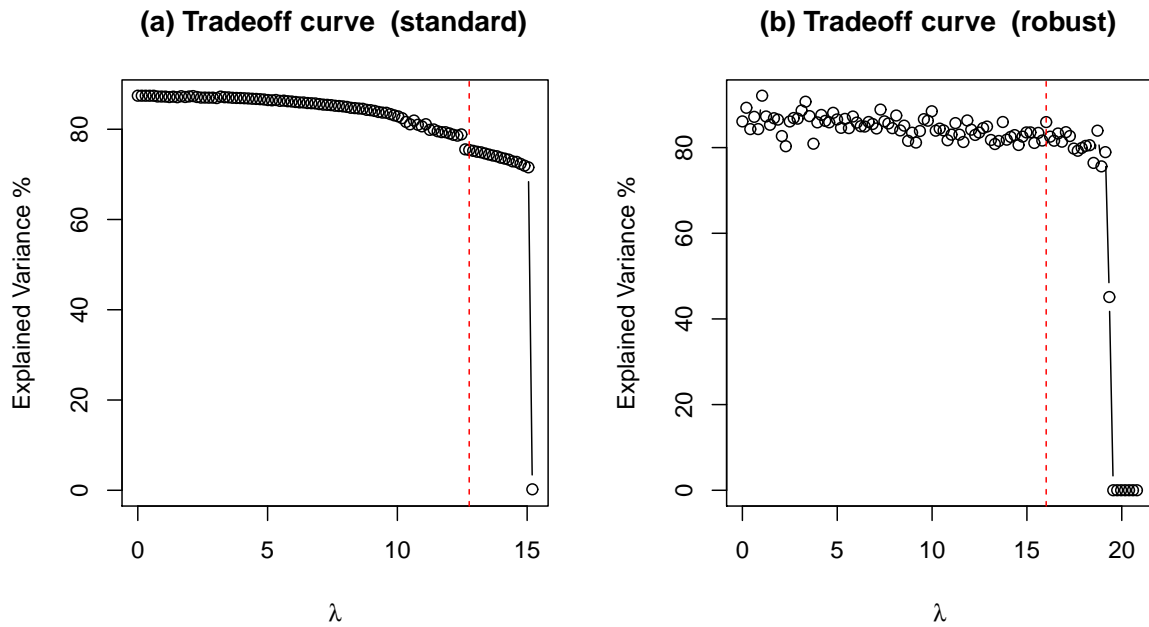 (a) Tradeoff curve (standard)
Explained Variance %
80
60
40
20
0
0 5 10 15
λ
(b) Tradeoff curve (robust)
Explained Variance %
80
60
40
20
0
0 5 10 15 20
λ